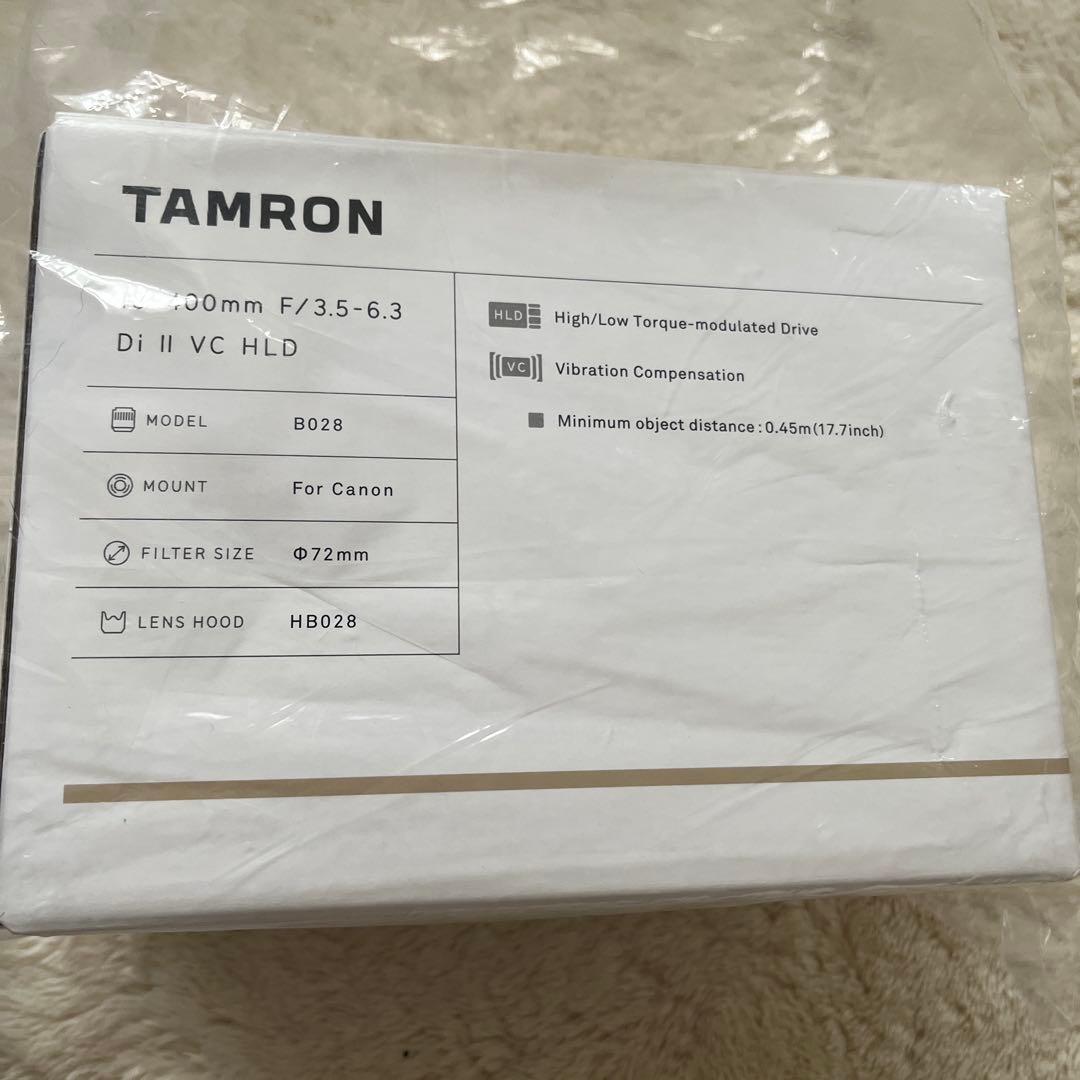 TAMRON
400mm F/3.5-6.3
Di II VC HLD
MODEL B028
MOUNT For Canon
FILTER SIZE Φ72mm
LENS HOOD HB028
HLD High/Low Torque-modulated Drive
VC Vibration Compensation
Minimum object distance:0.45m(17.7inch)